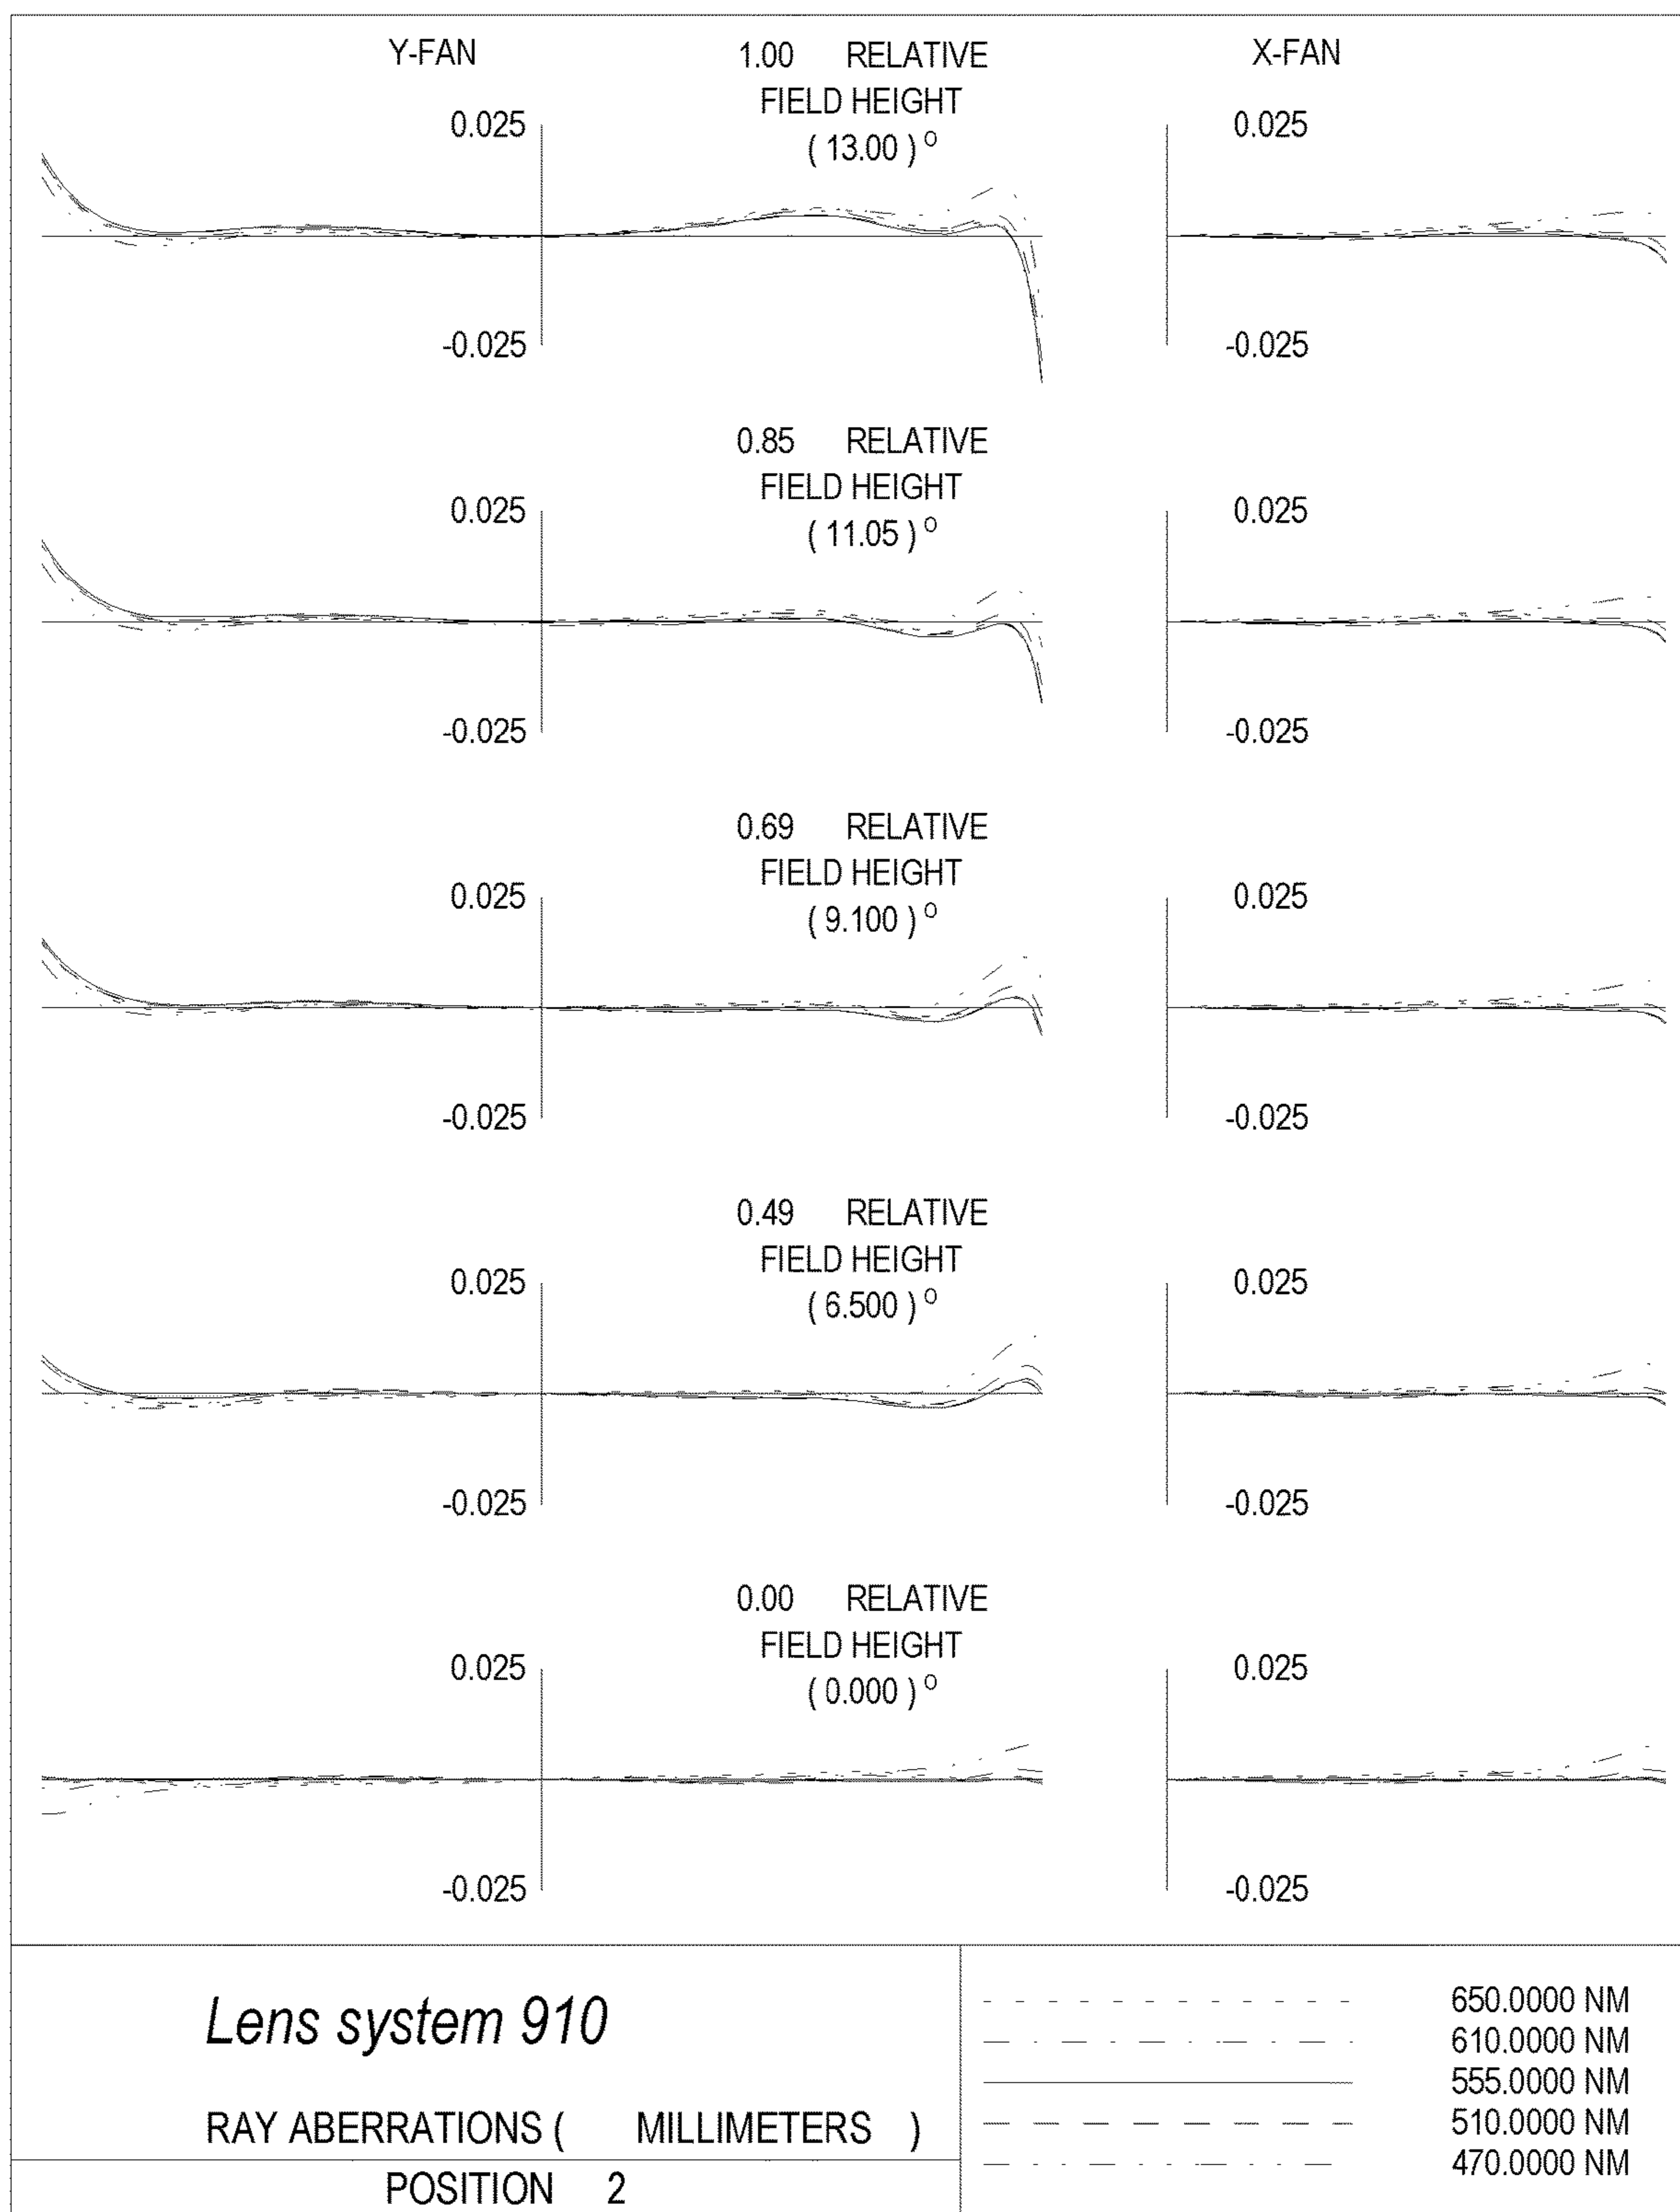 Y-FAN
1.00 RELATIVE
FIELD HEIGHT
( 13.00 ) O
X-FAN
0.025
-0.025
0.025
-0.025
0.85 RELATIVE
FIELD HEIGHT
( 11.05 ) O
0.025
-0.025
0.025
-0.025
0.69 RELATIVE
FIELD HEIGHT
( 9.100 ) O
0.025
-0.025
0.025
-0.025
0.49 RELATIVE
FIELD HEIGHT
( 6.500 ) O
0.025
-0.025
0.025
-0.025
0.00 RELATIVE
FIELD HEIGHT
( 0.000 ) O
0.025
-0.025
0.025
-0.025
Lens system 910
RAY ABERRATIONS ( MILLIMETERS )
POSITION 2
650.0000 NM
610.0000 NM
555.0000 NM
510.0000 NM
470.0000 NM